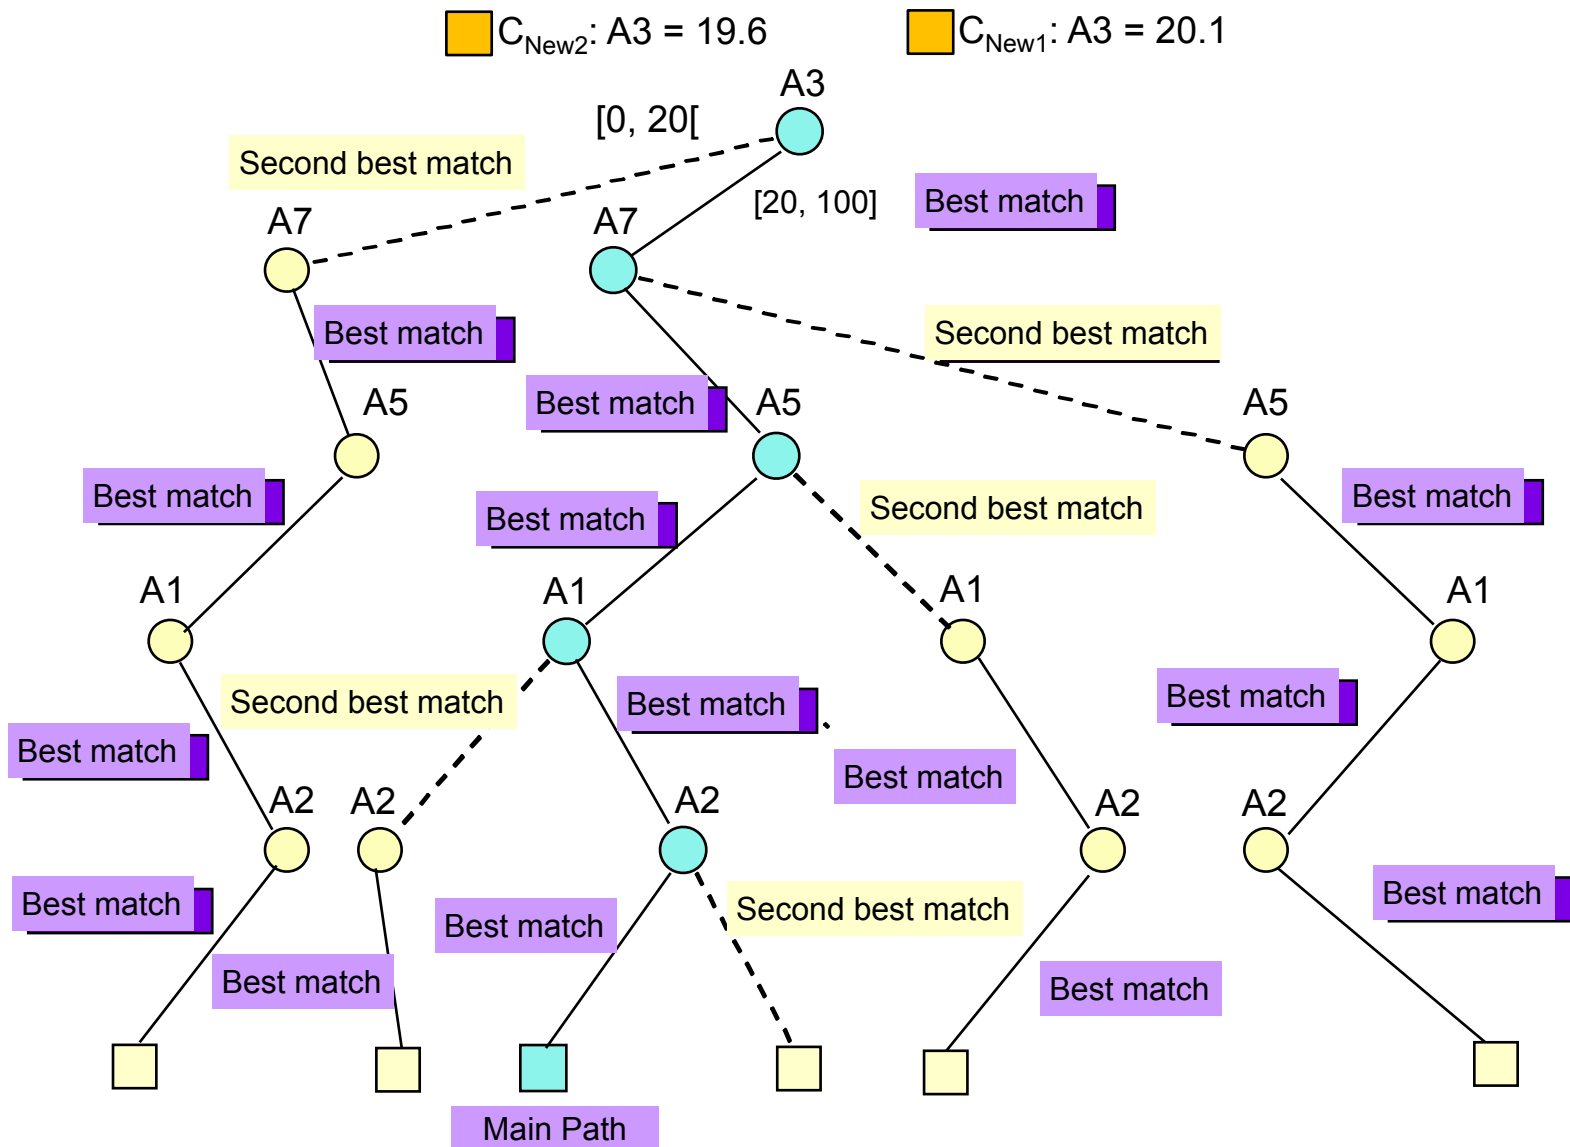 C_New2: A3 = 19.6
C_New1: A3 = 20.1
A3
[0, 20[
Second best match
[20, 100]
Best match
A7
A7
Best match
Second best match
Best match
A5
A5
A5
Best match
Best match
Second best match
Best match
A1
A1
A1
A1
Second best match
Best match
Best match
Best match
Best match
A2
A2
A2
A2
A2
Best match
Best match
Second best match
Best match
Best match
Best match
Main Path